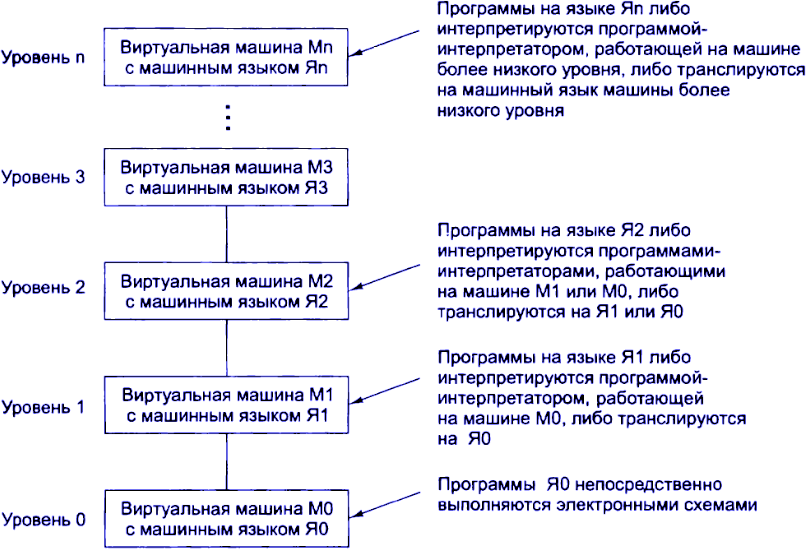 Уровень n
Виртуальная машина Mn
с машинным языком Яn
Программы на языке Яn либо
интерпретируются программой-
интерпретатором, работающей на машине
более низкого уровня, либо транслируются
на машинный язык машины более
низкого уровня
Уровень 3
Виртуальная машина М3
с машинным языком Я3
Уровень 2
Виртуальная машина М2
с машинным языком Я2
Программы на языке Я2 либо
интерпретируются программами-
интерпретаторами, работающими
на машине М1 или М0, либо
транслируются на Я1 или Я0
Уровень 1
Виртуальная машина М1
с машинным языком Я1
Программы на языке Я1 либо
интерпретируются программой-
интерпретатором, работающей
на машине М0, либо транслируются
на Я0
Уровень 0
Виртуальная машина М0
с машинным языком Я0
Программы Я0 непосредственно
выполняются электронными схемами